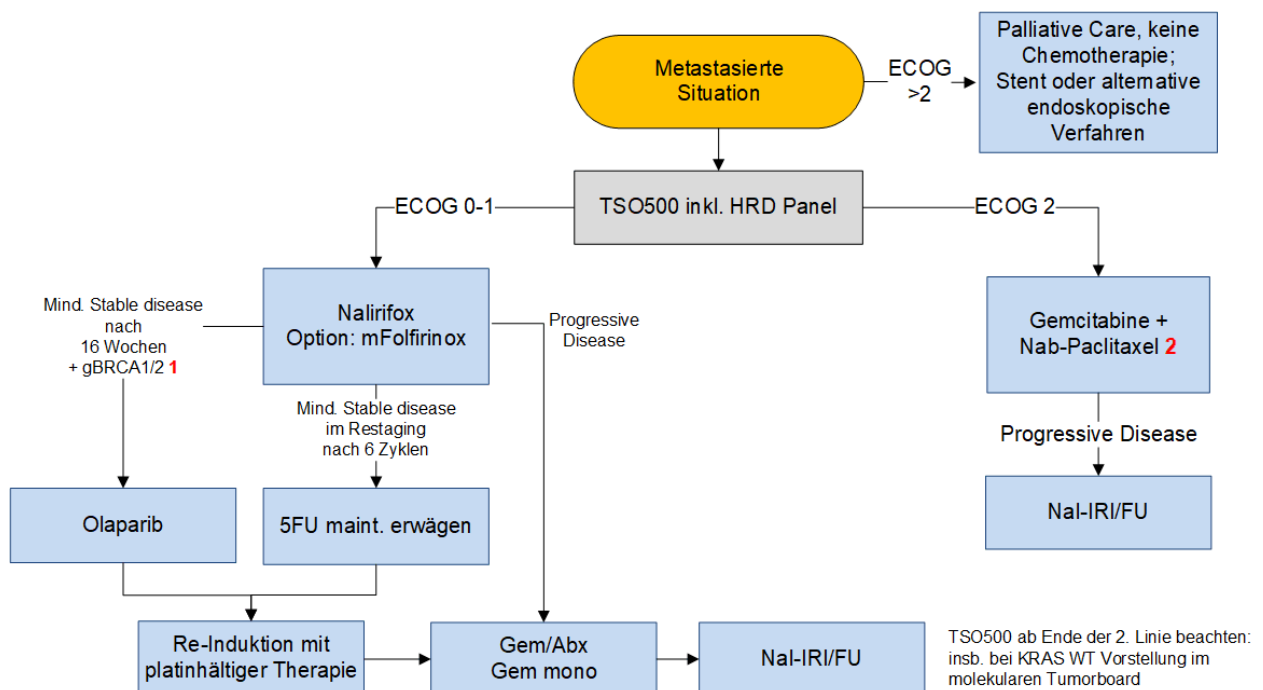 Metastasierte
Situation
ECOG
>2
Palliative Care, keine
Chemotherapie;
Stent oder alternative
endoskopische
Verfahren
ECOG 0-1
TSO500 inkl. HRD Panel
ECOG 2
Mind. Stable disease
nach
16 Wochen
+ gBRCA1/2 1
Nalirifox
Option: mFolfirinox
Progressive
Disease
Gemcitabine +
Nab-Paclitaxel 2
Mind. Stable disease
im Restaging
nach 6 Zyklen
Progressive Disease
Olaparib
5FU maint. erwägen
Nal-IRI/FU
Re-Induktion mit
platinhältiger Therapie
Gem/Abx
Gem mono
Nal-IRI/FU
TSO500 ab Ende der 2. Linie beachten:
insb. bei KRAS WT Vorstellung im
molekularen Tumorboard